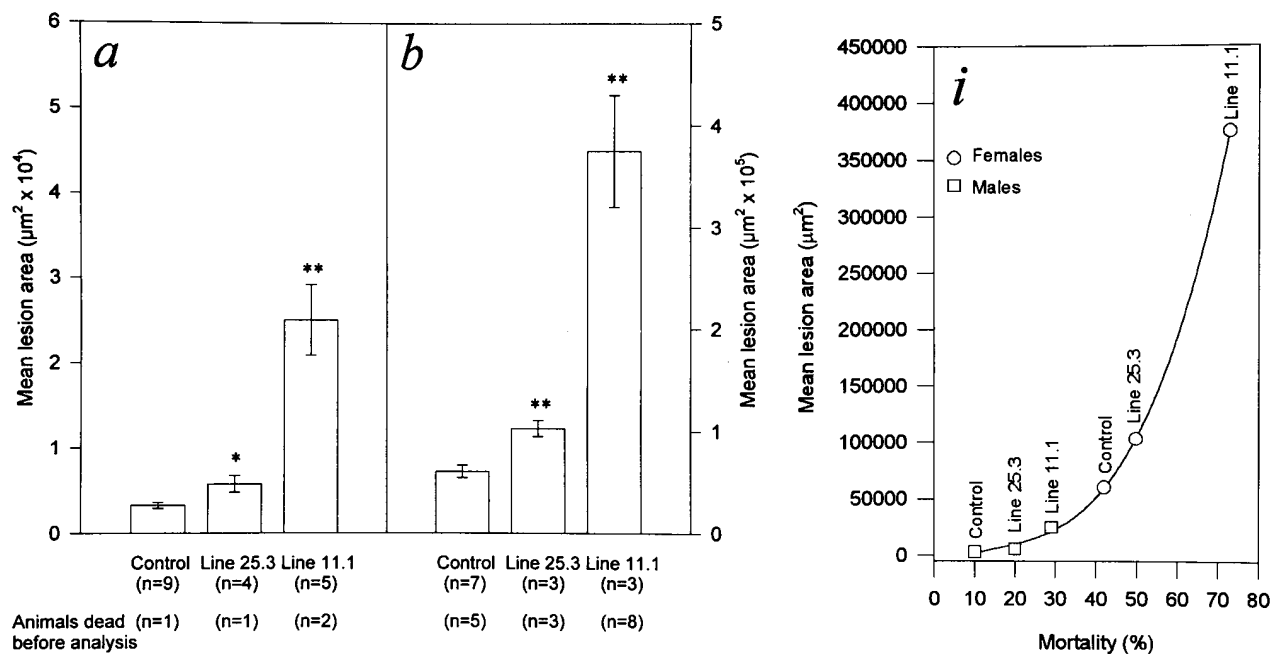 a
b
Mean lesion area (µm² x 10⁴)
6
5
4
3
2
1
0
*
**
**
**
5
4
3
2
1
0
Mean lesion area (µm² x 10⁵)
Control Line 25.3 Line 11.1
(n=9) (n=4) (n=5)
Control Line 25.3 Line 11.1
(n=7) (n=3) (n=3)
Animals dead before analysis
(n=1) (n=1) (n=2)
(n=5) (n=3) (n=8)
i
Mean lesion area (µm²)
450000
400000
350000
300000
250000
200000
150000
100000
50000
0
Females
Males
Control
Line 25.3
Line 11.1
Control
Line 25.3
Line 11.1
0 10 20 30 40 50 60 70 80
Mortality (%)